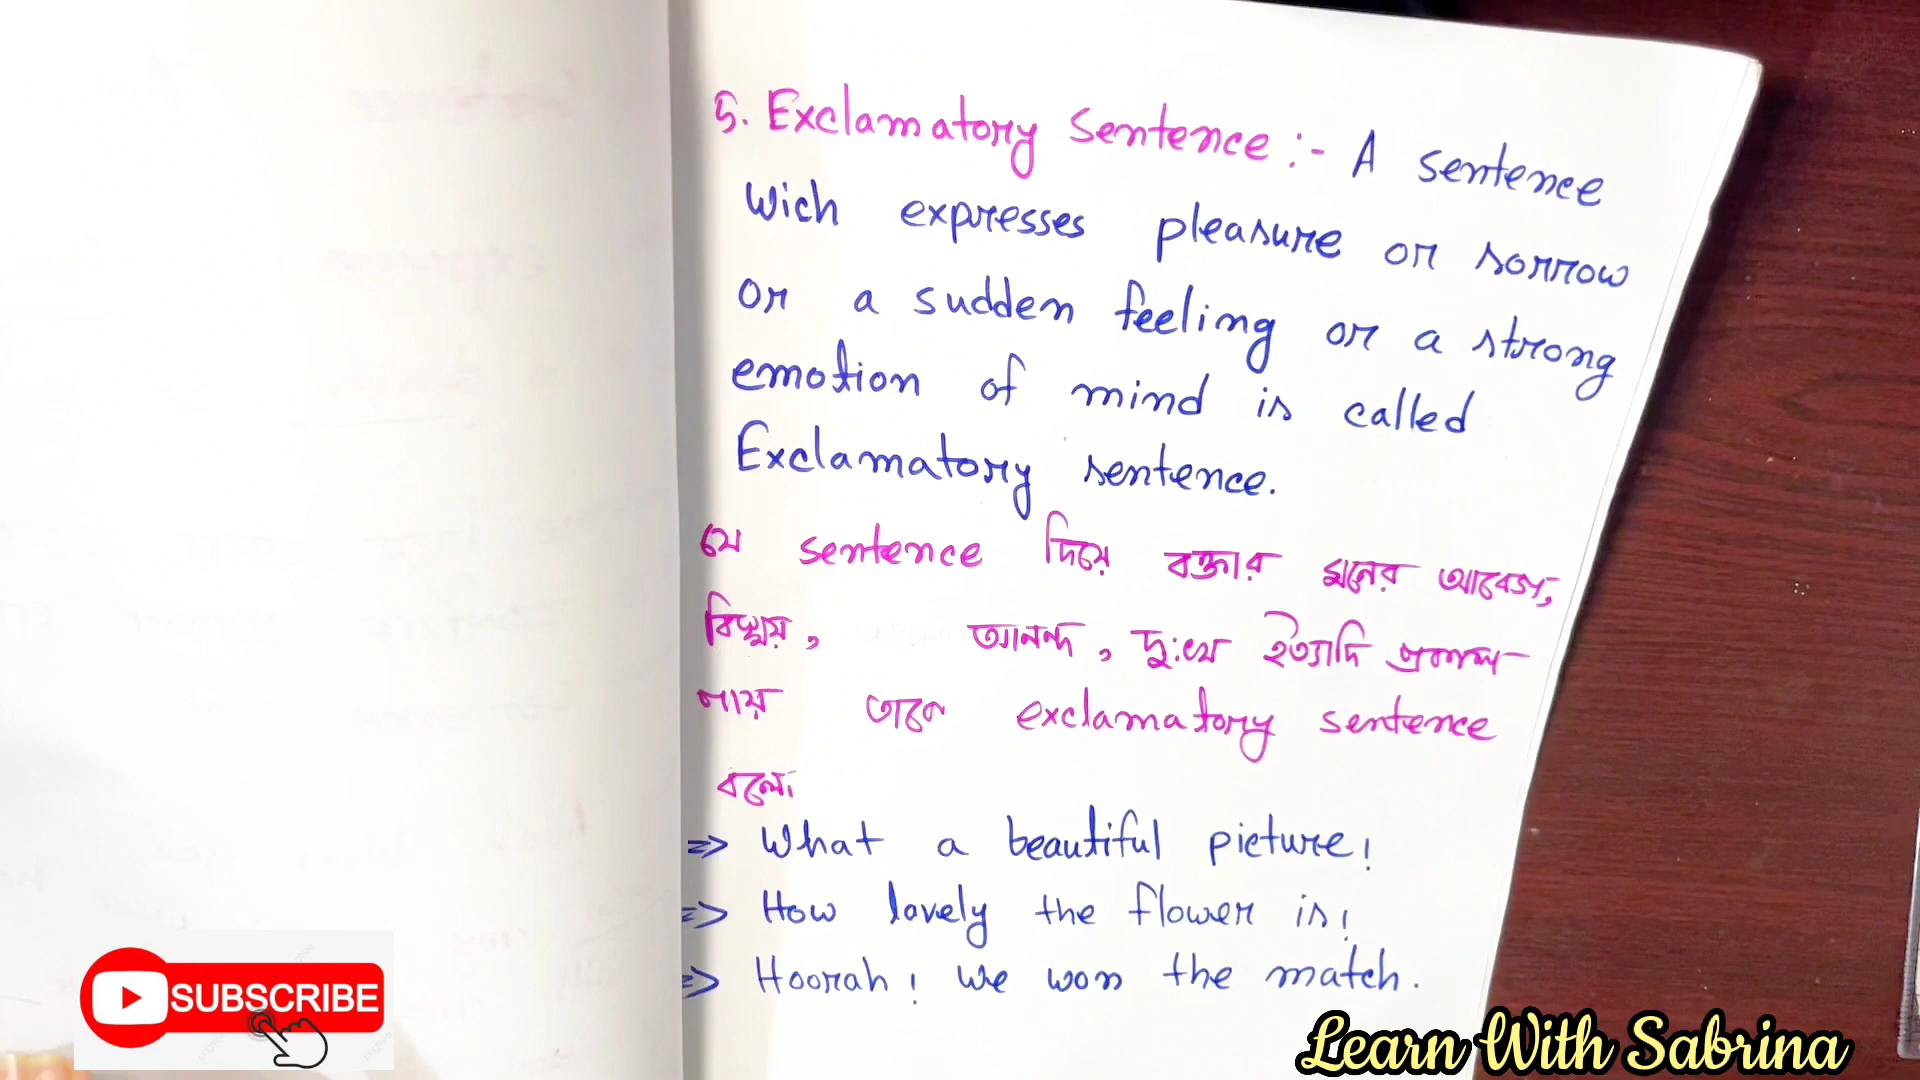 5. Exclamatory Sentence :- A sentence
Wich expresses pleasure or sorrow
or a sudden feeling or a strong
emotion of mind is called
Exclamatory sentence.
যে sentence দিয়ে বক্তার মনের আবেগ,
বিস্ময়, আনন্দ, দু:খে ইত্যাদি প্রকাশ
পায় তাকে exclamatory sentence
বলে।
=> What a beautiful picture!
=> How lovely the flower is!
=> Hoorah! We won the match.
SUBSCRIBE
Learn With Sabrina